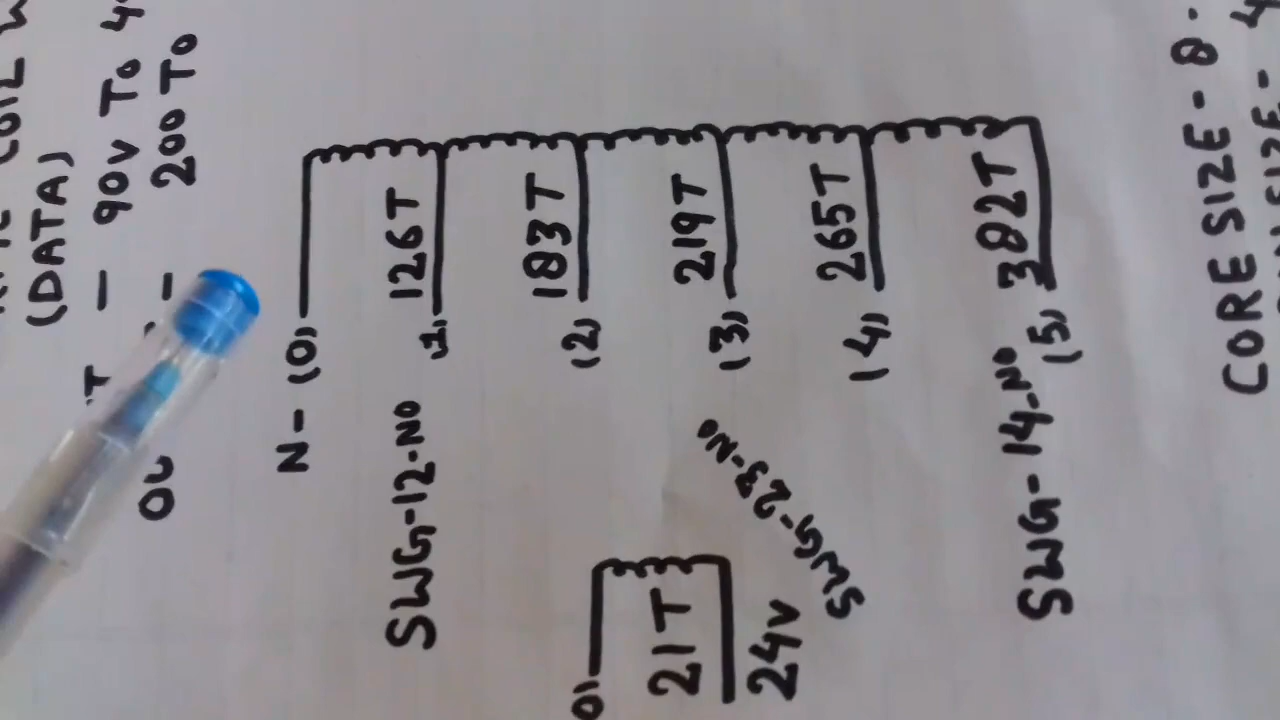 (DATA)
90V To
200 To
N-(0)
126T
(1)
183T
(2)
219T
(3)
265T
(4)
382T
(5)
SWG-12-NO
SWG-14-NO
SWG-23-NO
21T
24V
CORE SIZE - 8.